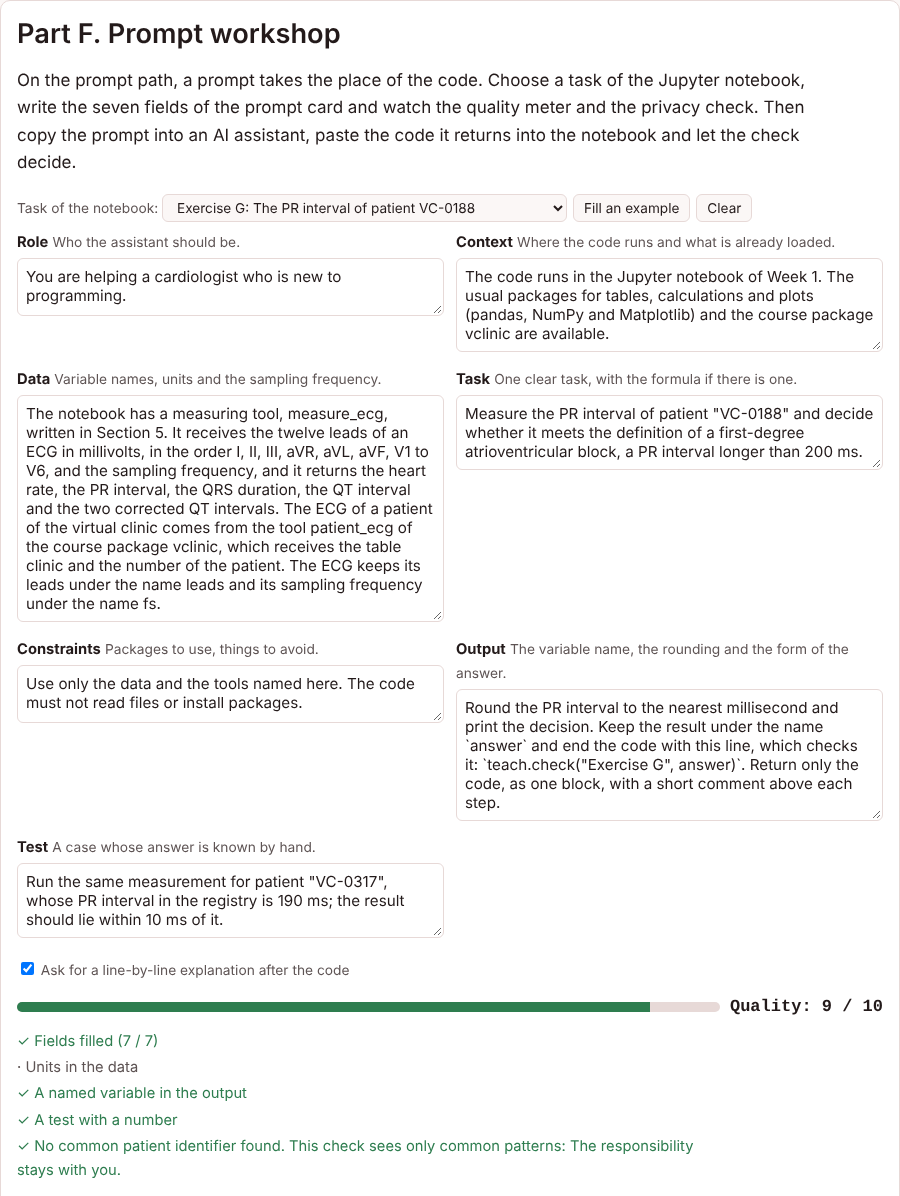 Part F. Prompt workshop
On the prompt path, a prompt takes the place of the code. Choose a task of the Jupyter notebook,
write the seven fields of the prompt card and watch the quality meter and the privacy check. Then
copy the prompt into an AI assistant, paste the code it returns into the notebook and let the check
decide.
Task of the notebook: Exercise G: The PR interval of patient VC-0188 Fill an example Clear
Role Who the assistant should be.
You are helping a cardiologist who is new to
programming.
Context Where the code runs and what is already loaded.
The code runs in the Jupyter notebook of Week 1. The
usual packages for tables, calculations and plots
(pandas, NumPy and Matplotlib) and the course package
vclinic are available.
Data Variable names, units and the sampling frequency.
The notebook has a measuring tool, measure_ecg,
written in Section 5. It receives the twelve leads of an
ECG in millivolts, in the order I, II, III, aVR, aVL, aVF, V1 to
V6, and the sampling frequency, and it returns the heart
rate, the PR interval, the QRS duration, the QT interval
and the two corrected QT intervals. The ECG of a patient
of the virtual clinic comes from the tool patient_ecg of
the course package vclinic, which receives the table
clinic and the number of the patient. The ECG keeps its
leads under the name leads and its sampling frequency
under the name fs.
Task One clear task, with the formula if there is one.
Measure the PR interval of patient "VC-0188" and decide
whether it meets the definition of a first-degree
atrioventricular block, a PR interval longer than 200 ms.
Constraints Packages to use, things to avoid.
Use only the data and the tools named here. The code
must not read files or install packages.
Output The variable name, the rounding and the form of the
answer.
Round the PR interval to the nearest millisecond and
print the decision. Keep the result under the name
`answer` and end the code with this line, which checks
it: `teach.check("Exercise G", answer)`. Return only the
code, as one block, with a short comment above each
step.
Test A case whose answer is known by hand.
Run the same measurement for patient "VC-0317",
whose PR interval in the registry is 190 ms; the result
should lie within 10 ms of it.
Ask for a line-by-line explanation after the code
Quality: 9 / 10
✓ Fields filled (7 / 7)
· Units in the data
✓ A named variable in the output
✓ A test with a number
✓ No common patient identifier found. This check sees only common patterns: The responsibility
stays with you.